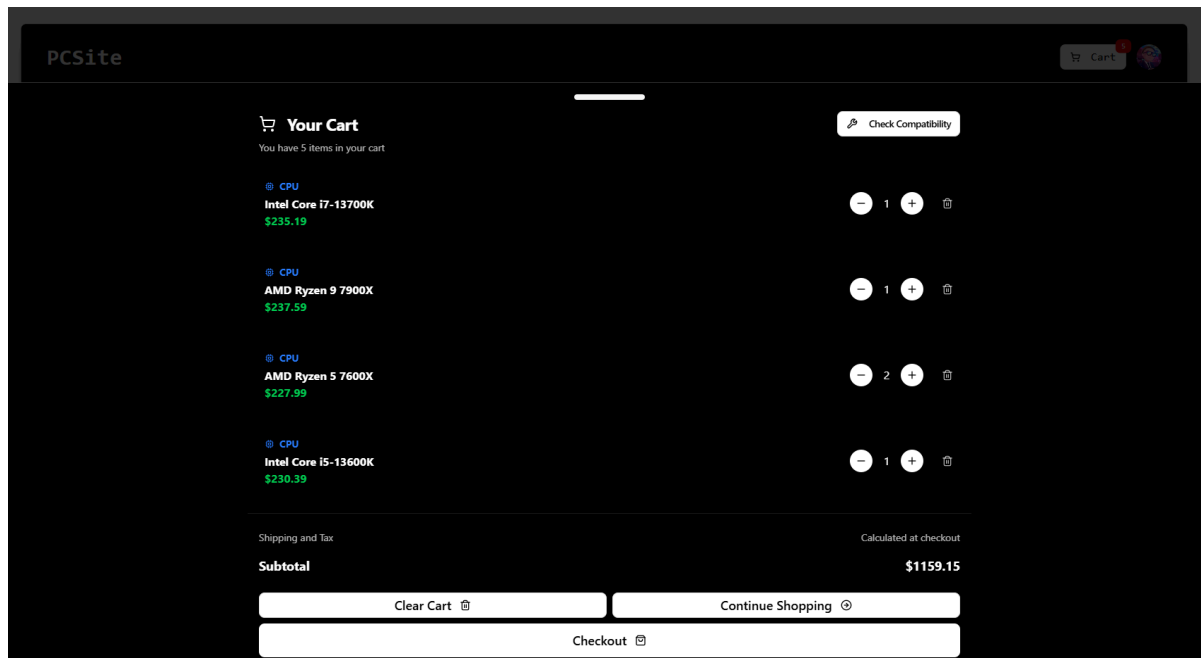 PCSite
Cart
5
Your Cart
Check Compatibility
You have 5 items in your cart
CPU
Intel Core i7-13700K
$235.19
1
CPU
AMD Ryzen 9 7900X
$237.59
1
CPU
AMD Ryzen 5 7600X
$227.99
2
CPU
Intel Core i5-13600K
$230.39
1
Shipping and Tax
Calculated at checkout
Subtotal
$1159.15
Clear Cart
Continue Shopping
Checkout